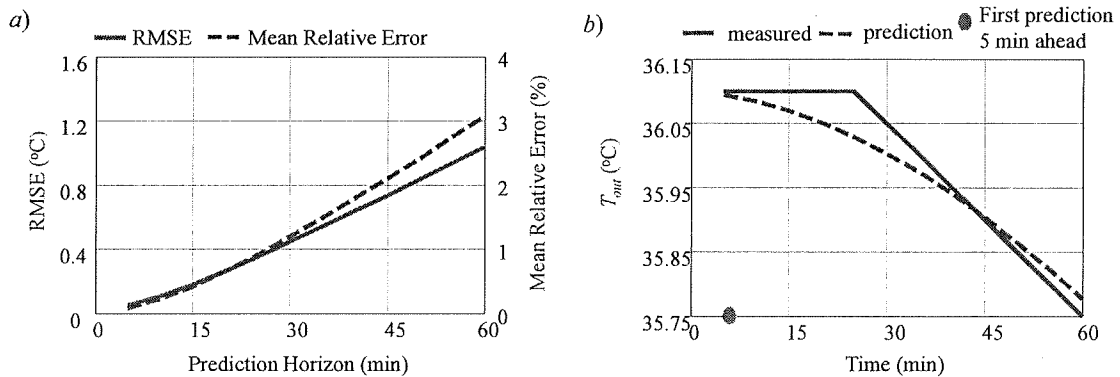 a)
RMSE Mean Relative Error
1.6
1.2
0.8
0.4
0
RMSE (°C)
4
3
2
1
0
Mean Relative Error (%)
0 15 30 45 60
Prediction Horizon (min)
b)
measured prediction First prediction
5 min ahead
36.15
36.05
35.95
35.85
35.75
Tout (°C)
0 15 30 45 60
Time (min)